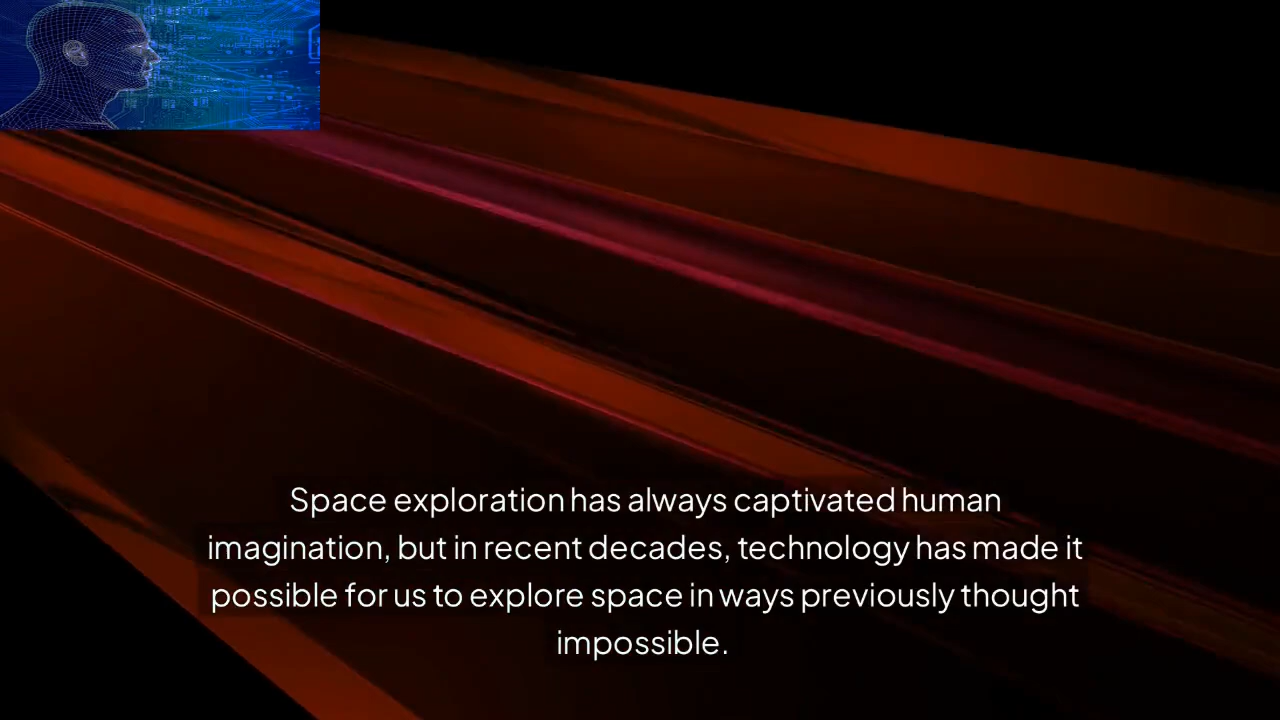 Space exploration has always captivated human
imagination, but in recent decades, technology has made it
possible for us to explore space in ways previously thought
impossible.